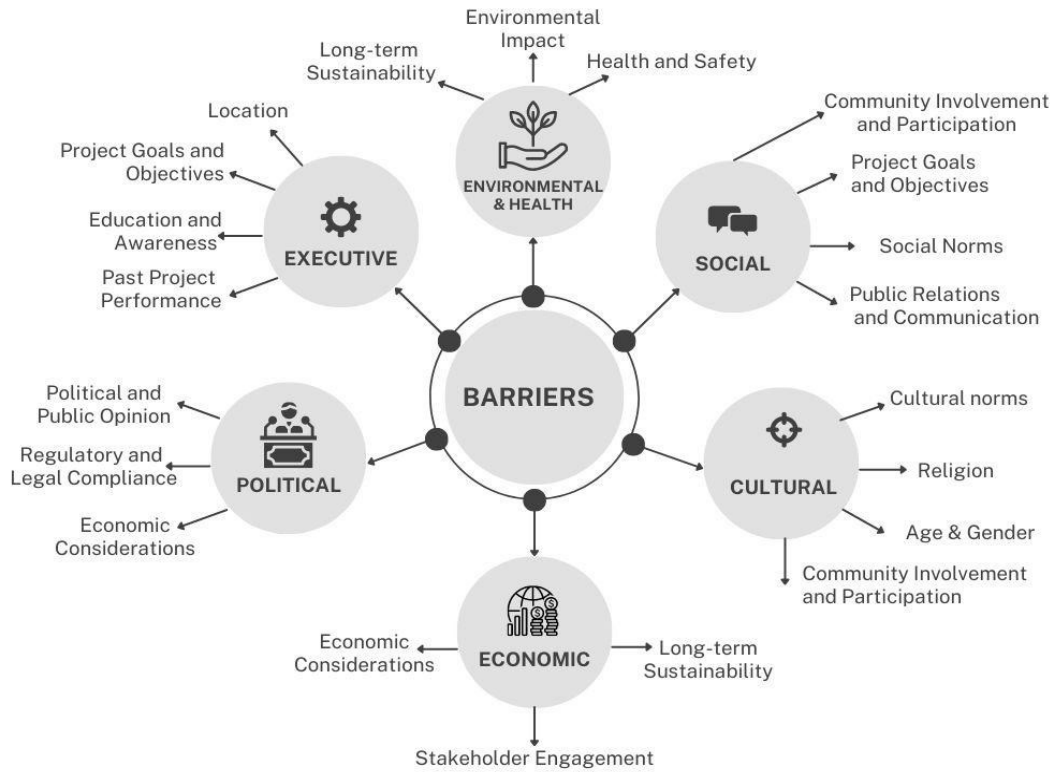 Environmental
Impact
Long-term
Sustainability
Health and Safety
ENVIRONMENTAL
& HEALTH
Community Involvement
and Participation
Project Goals
and Objectives
Social Norms
Public Relations
and Communication
SOCIAL
Location
Project Goals and
Objectives
Education and
Awareness
Past Project
Performance
EXECUTIVE
BARRIERS
Political and
Public Opinion
Regulatory and
Legal Compliance
Economic
Considerations
POLITICAL
Cultural norms
Religion
Age & Gender
Community Involvement
and Participation
CULTURAL
Economic
Considerations
ECONOMIC
Long-term
Sustainability
Stakeholder Engagement